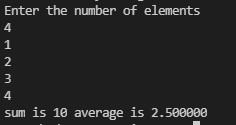 Enter the number of elements
4
1
2
3
4
sum is 10 average is 2.500000